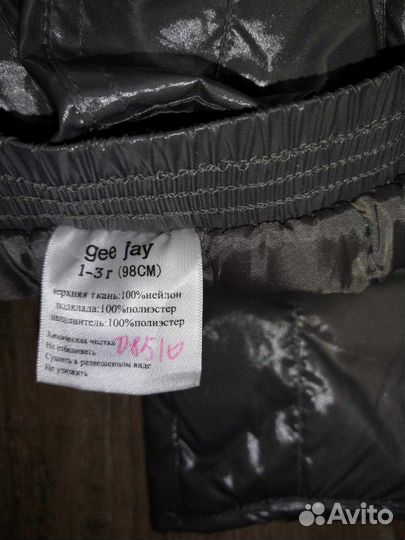 gee jay
1-3 г (98СМ)
верхняя ткань:100%нейлон
подклада:100%полиэстер
наполнитель:100%полиэстер
Химическая чистка
Не отбеливать
Сушить в развешенном виде
Не утюжить
Avito